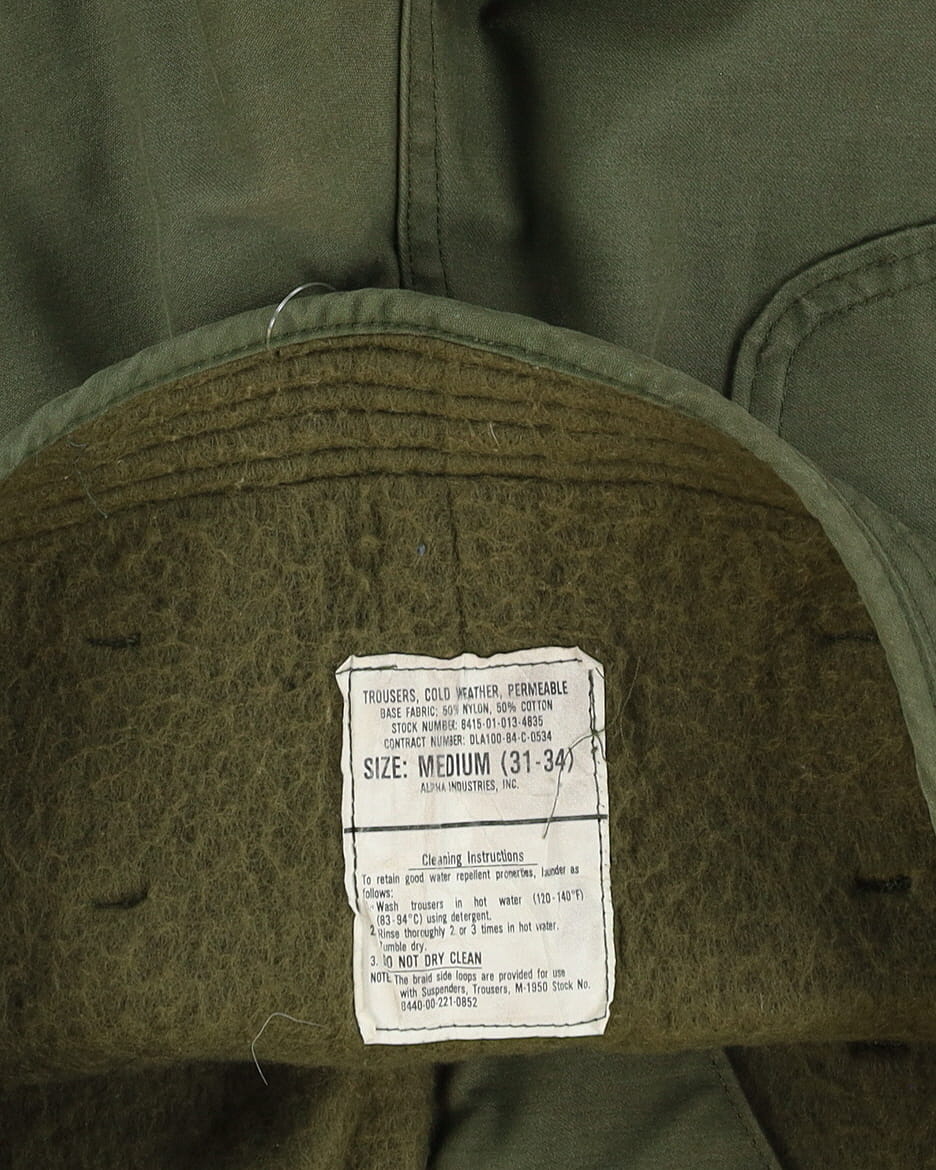 TROUSERS, COLD WEATHER, PERMEABLE
BASE FABRIC: 50% NYLON, 50% COTTON
STOCK NUMBER: 8415-01-013-4835
CONTRACT NUMBER: DLA100-84-C-0534
SIZE: MEDIUM (31-34)
ALPHA INDUSTRIES, INC.
Cleaning Instructions
To retain good water repellent properties, launder as
follows:
Wash trousers in hot water (120-140°F)
(83-94°C) using detergent.
2. Rinse thoroughly 2 or 3 times in hot water.
Tumble dry.
3. DO NOT DRY CLEAN
NOTE The braid side loops are provided for use
with Suspenders, Trousers, M-1950 Stock No.
8440-00-221-0852